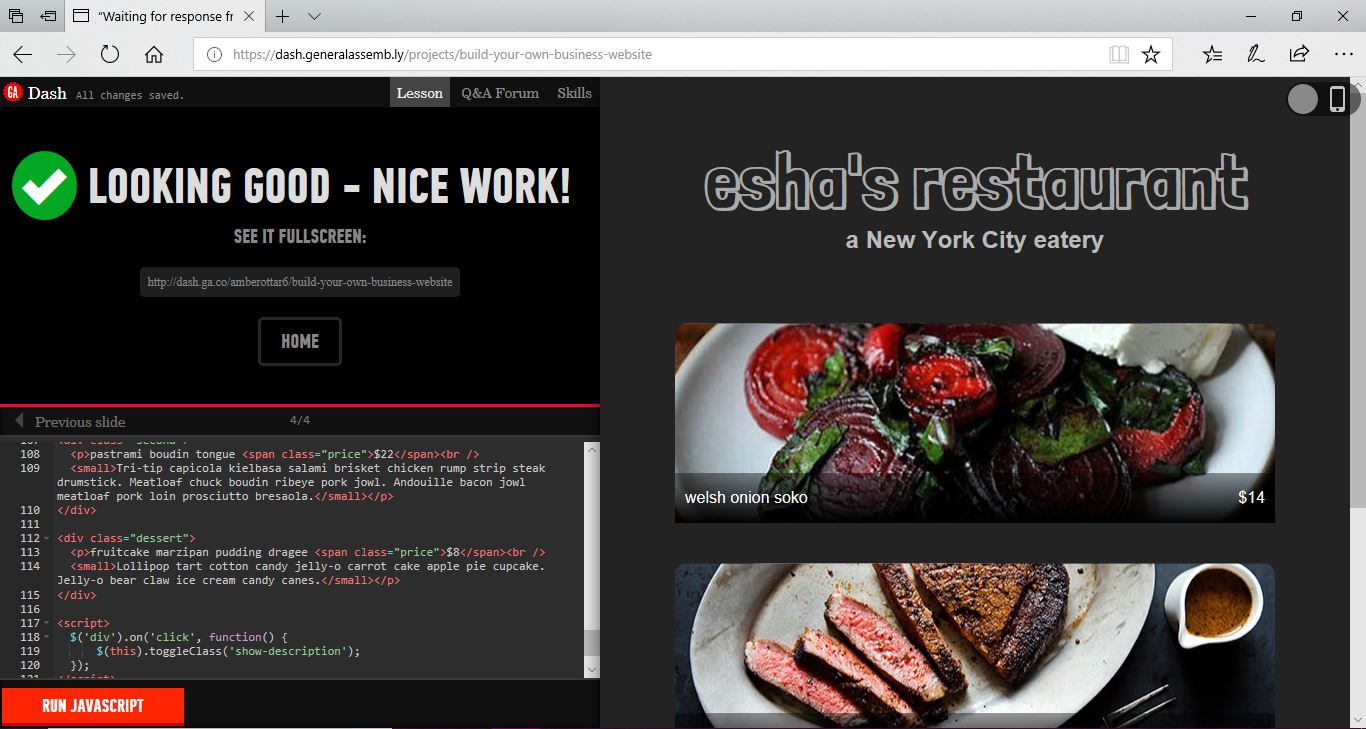 "Waiting for response fr
https://dash.generalassemb.ly/projects/build-your-own-business-website
GA Dash All changes saved. Lesson Q&A Forum Skills
LOOKING GOOD – NICE WORK!
SEE IT FULLSCREEN:
http://dash.ga.co/amberottar6/build-your-own-business-website
HOME
Previous slide 4/4
107 <div class="second">
108 <p>pastrami boudin tongue <span class="price">$22</span><br />
109 <small>Tri-tip capicola kielbasa salami brisket chicken rump strip steak
drumstick. Meatloaf chuck boudin ribeye pork jowl. Andouille bacon jowl
meatloaf pork loin prosciutto bresaola.</small></p>
110 </div>
111
112 <div class="dessert">
113 <p>fruitcake marzipan pudding dragee <span class="price">$8</span><br />
114 <small>Lollipop tart cotton candy jelly-o carrot cake apple pie cupcake.
Jelly-o bear claw ice cream candy canes.</small></p>
115 </div>
116
117 <script>
118 $('div').on('click', function() {
119 $(this).toggleClass('show-description');
120 });
121 </script>
RUN JAVASCRIPT
esha's restaurant
a New York City eatery
welsh onion soko $14